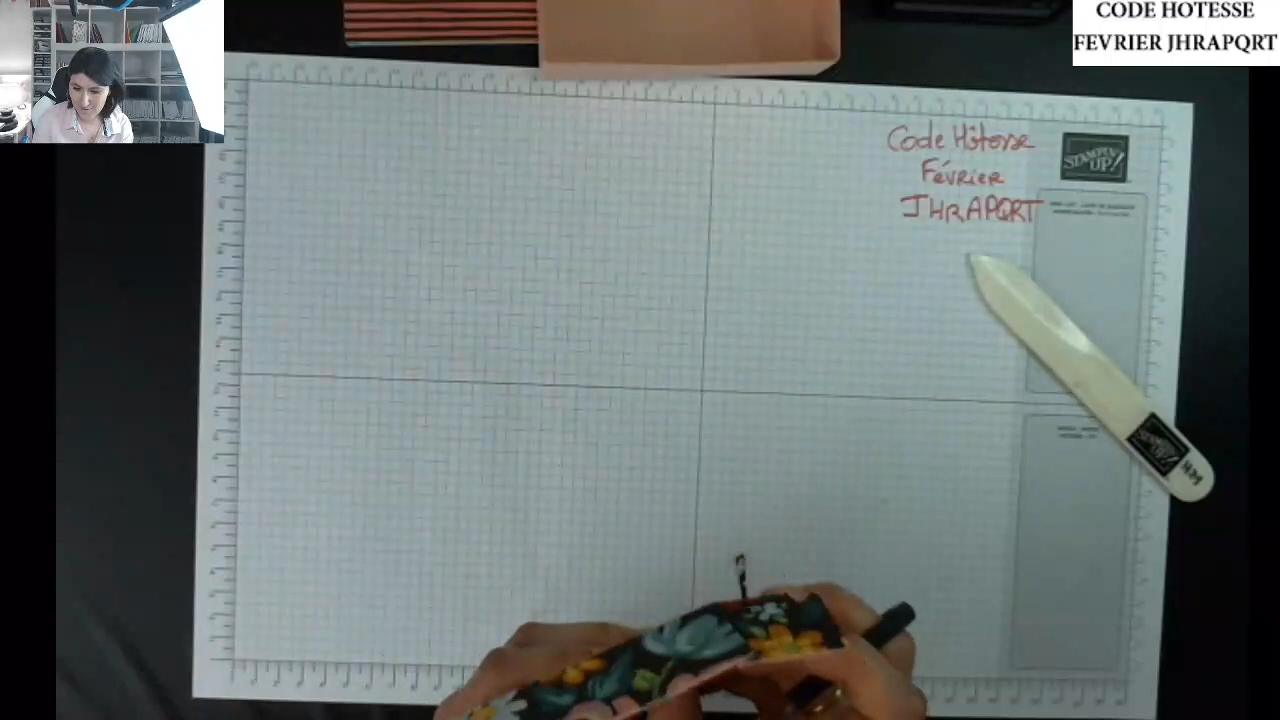 CODE HOTESSE
FEVRIER JHRAPQRT
Code Hôtesse
Février
JHRAPQRT
STAMPIN'
UP!